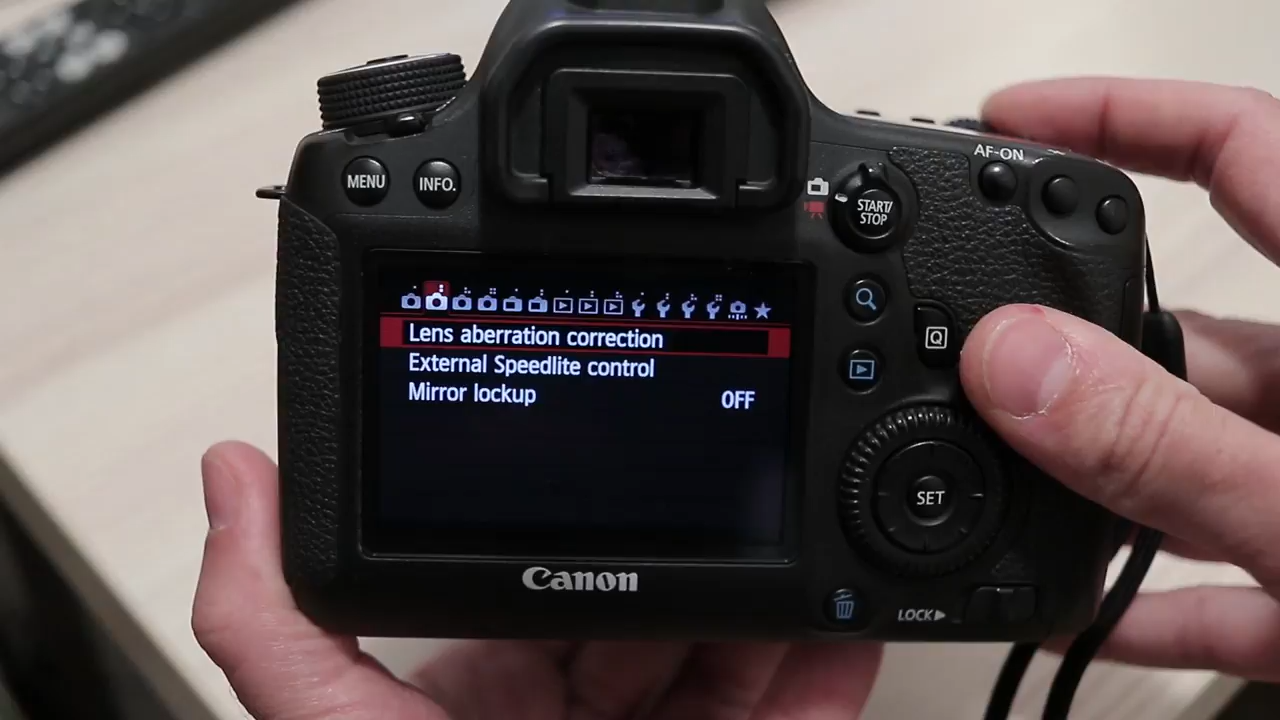 AF-ON
MENU
INFO.
START/
STOP
Lens aberration correction
External Speedlite control
Mirror lockup OFF
Q
SET
Canon
LOCK▶